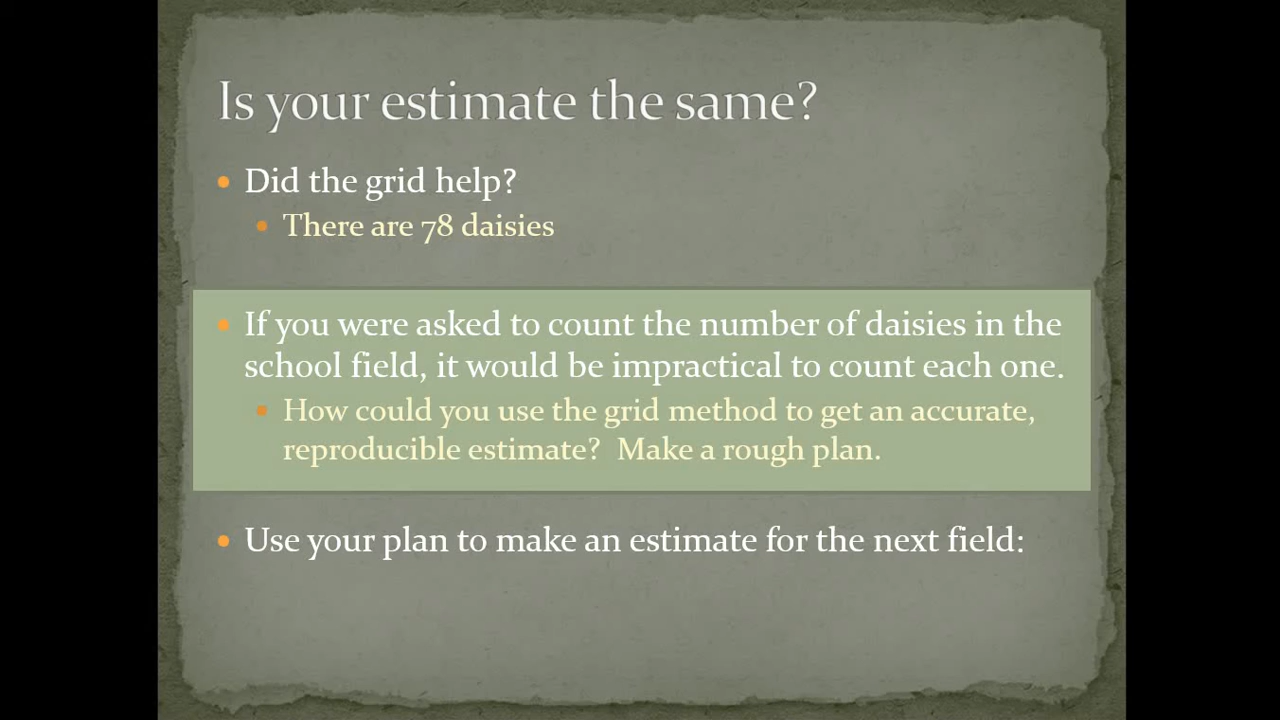 Is your estimate the same?
Did the grid help?
There are 78 daisies
If you were asked to count the number of daisies in the
school field, it would be impractical to count each one.
How could you use the grid method to get an accurate,
reproducible estimate?  Make a rough plan.
Use your plan to make an estimate for the next field: